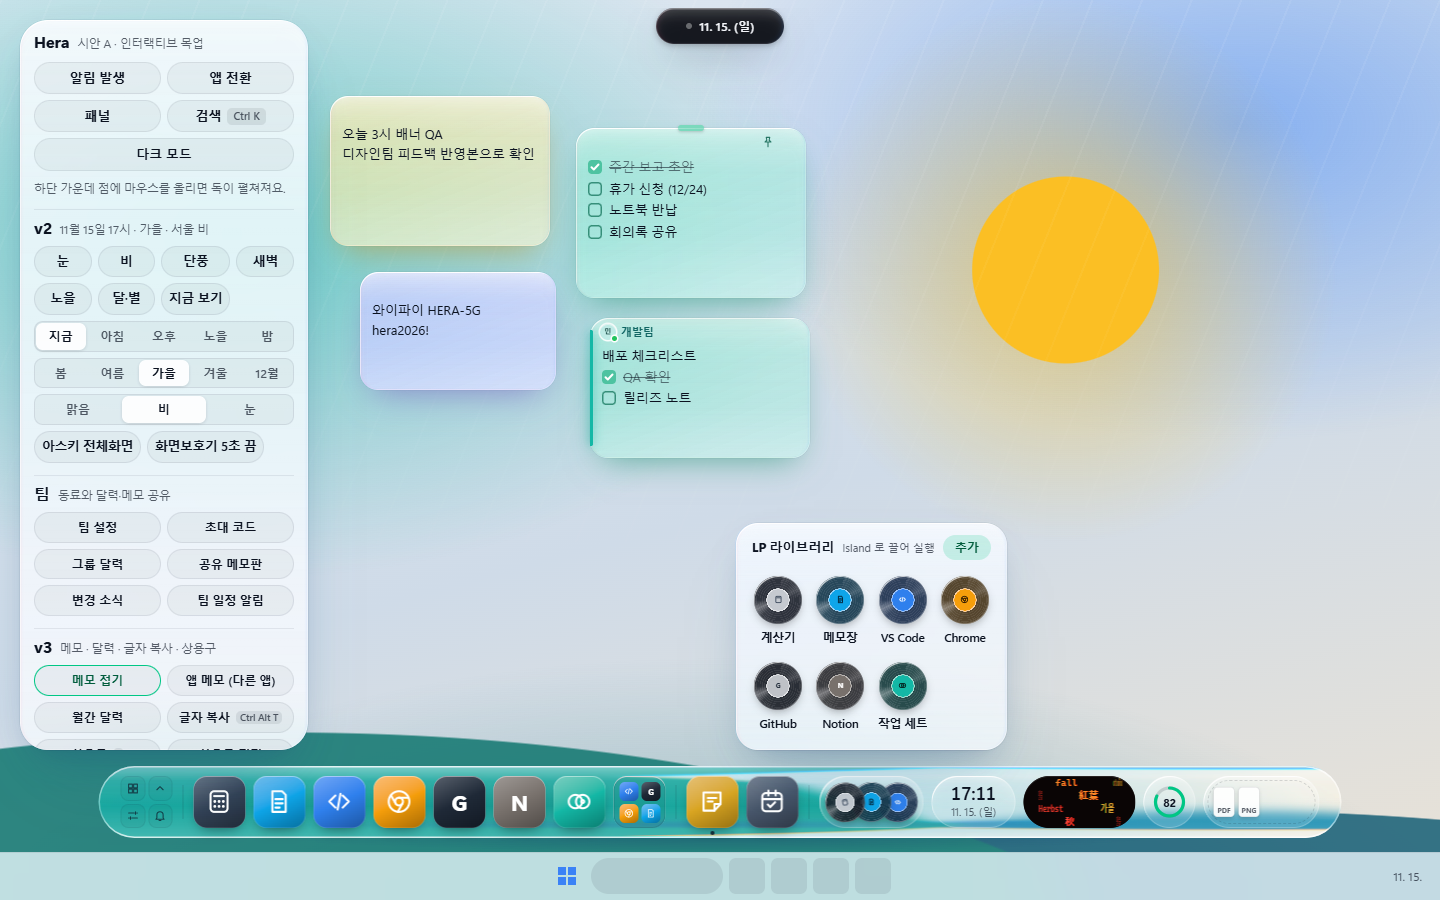 11. 15. (일)
Hera 시안 A · 인터랙티브 목업
알림 발생 앱 전환
패널 검색 Ctrl K
다크 모드
하단 가운데 점에 마우스를 올리면 독이 펼쳐져요.
v2 11월 15일 17시 · 가을 · 서울 비
눈 비 단풍 새벽
노을 달·별 지금 보기
지금 아침 오후 노을 밤
봄 여름 가을 겨울 12월
맑음 비 눈
아스키 전체화면 화면보호기 5초 끔
팀 동료와 달력·메모 공유
팀 설정 초대 코드
그룹 달력 공유 메모판
변경 소식 팀 일정 알림
v3 메모 · 달력 · 글자 복사 · 상용구
메모 접기 앱 메모 (다른 앱)
월간 달력 글자 복사 Ctrl Alt T
오늘 3시 배너 QA
디자인팀 피드백 반영본으로 확인
와이파이 HERA-5G
hera2026!
주간 보고 초안
휴가 신청 (12/24)
노트북 반납
회의록 공유
민 개발팀
배포 체크리스트
QA 확인
릴리즈 노트
LP 라이브러리 Island 로 끌어 실행 추가
계산기 메모장 VS Code Chrome
G N
GitHub Notion 작업 세트
G N G
17:11
11. 15. (일)
fall
紅葉
Herbst 가을
秋
82
PDF PNG
11. 15.